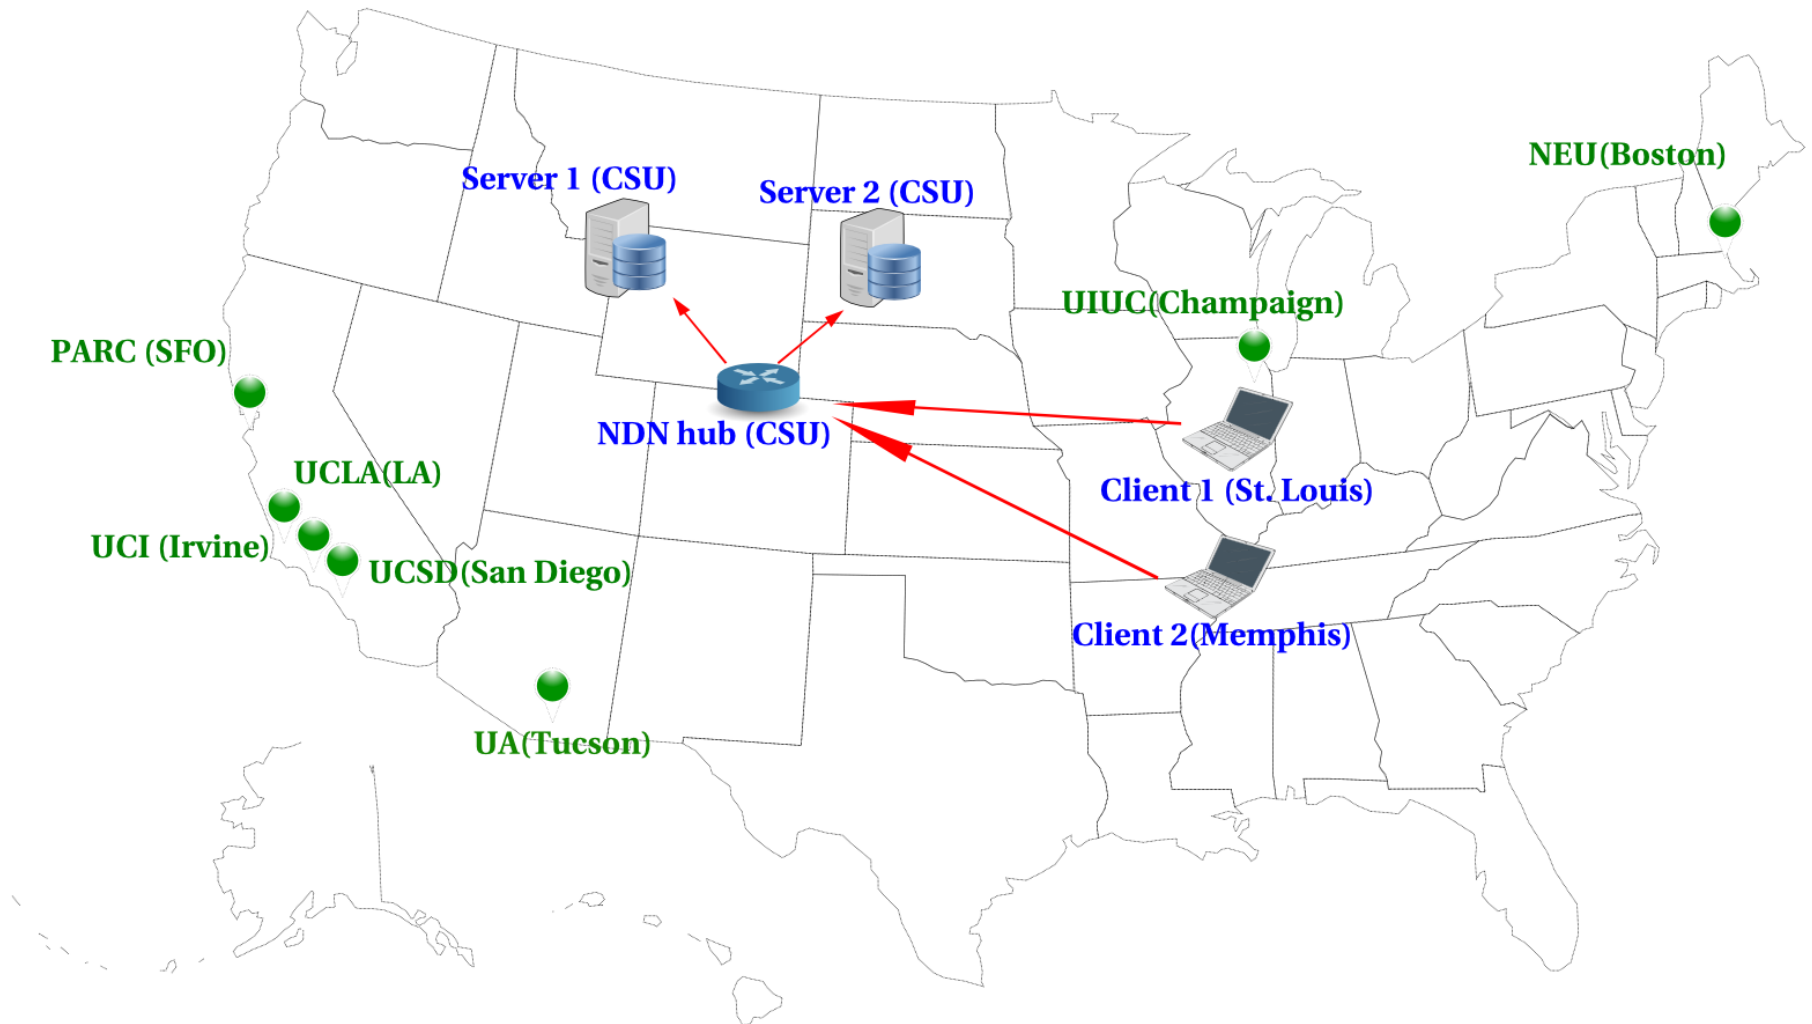 NEU(Boston)
Server 1 (CSU)
Server 2 (CSU)
UIUC(Champaign)
PARC (SFO)
NDN hub (CSU)
UCLA(LA)
Client 1 (St. Louis)
UCI (Irvine)
UCSD(San Diego)
Client 2(Memphis)
UA(Tucson)